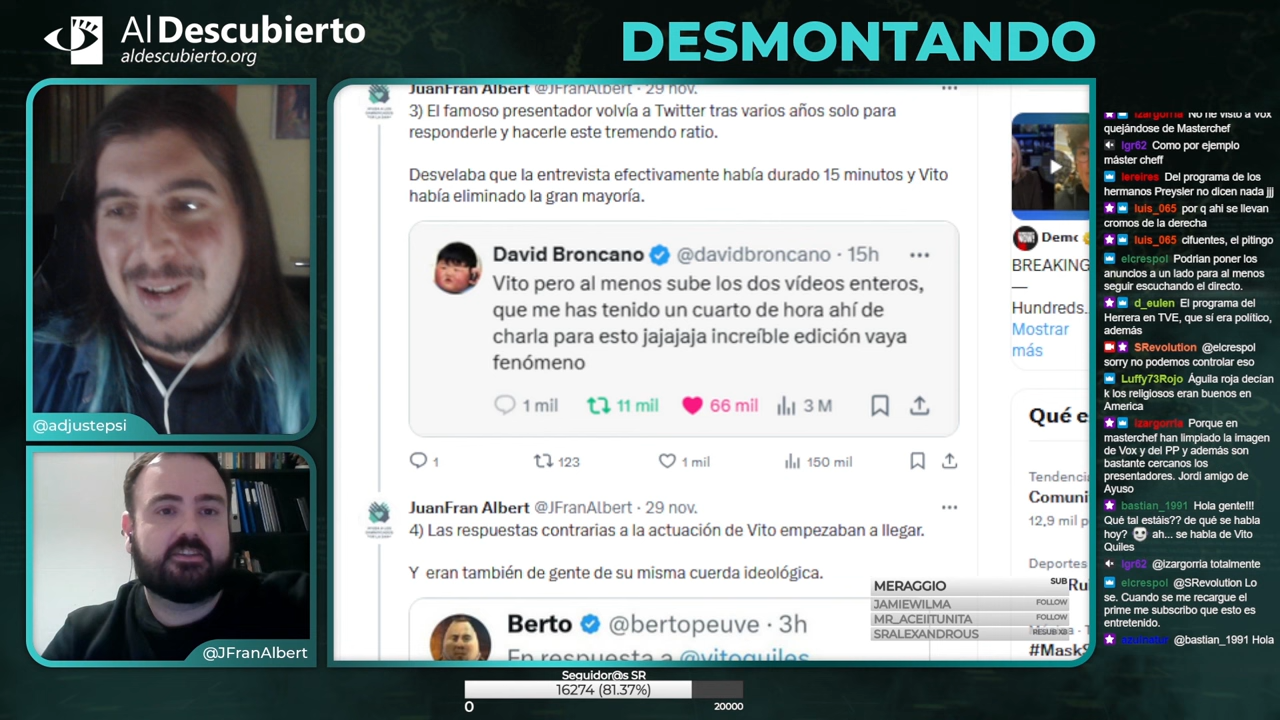 Al Descubierto
aldescubierto.org
DESMONTANDO
@adjustepsi
@JFranAlbert
JuanFran Albert @JFranAlbert · 29 nov.
3) El famoso presentador volvía a Twitter tras varios años solo para
responderle y hacerle este tremendo ratio.
Desvelaba que la entrevista efectivamente había durado 15 minutos y Vito
había eliminado la gran mayoría.
David Broncano @davidbroncano · 15h
Vito pero al menos sube los dos vídeos enteros,
que me has tenido un cuarto de hora ahí de
charla para esto jajajaja increíble edición vaya
fenómeno
1 mil 11 mil 66 mil 3 M
1 123 1 mil 150 mil
JuanFran Albert @JFranAlbert · 29 nov.
4) Las respuestas contrarias a la actuación de Vito empezaban a llegar.
Y eran también de gente de su misma cuerda ideológica.
Berto @bertopeuve · 3h
En respuesta a @vitoquiles
Demo
BREAKING
—
Hundreds...
Mostrar
más
Qué e
Tendenci
Comuni
12,9 mil p
Deportes
Ru
#MaskS
MERAGGIO SUB
JAMIEWILMA FOLLOW
MR_ACEIITUNITA FOLLOW
SRALEXANDROUS RESUB X3
izargorria No he visto a Vox
quejándose de Masterchef
lgr62 Como por ejemplo
máster cheff
lereires Del programa de los
hermanos Preysler no dicen nada jjj
luis_065 por q ahi se llevan
cromos de la derecha
luis_065 cifuentes, el pitingo
elcrespol Podrían poner los
anuncios a un lado para al menos
seguir escuchando el directo.
d_eulen El programa del
Herrera en TVE, que sí era político,
además
SRevolution @elcrespol
sorry no podemos controlar eso
Luffy73Rojo Águila roja decían
k los religiosos eran buenos en
America
izargorria Porque en
masterchef han limpiado la imagen
de Vox y del PP y además son
bastante cercanos los
presentadores. Jordi amigo de
Ayuso
bastian_1991 Hola gente!!!
Qué tal estáis?? de qué se habla
hoy? ah... se habla de Vito
Quiles
lgr62 @izargorria totalmente
elcrespol @SRevolution Lo
se. Cuando se me recargue el
prime me subscribo que esto es
entretenido.
@bastian_1991 Hola
Seguidor@s SR
16274 (81.37%)
0 20000